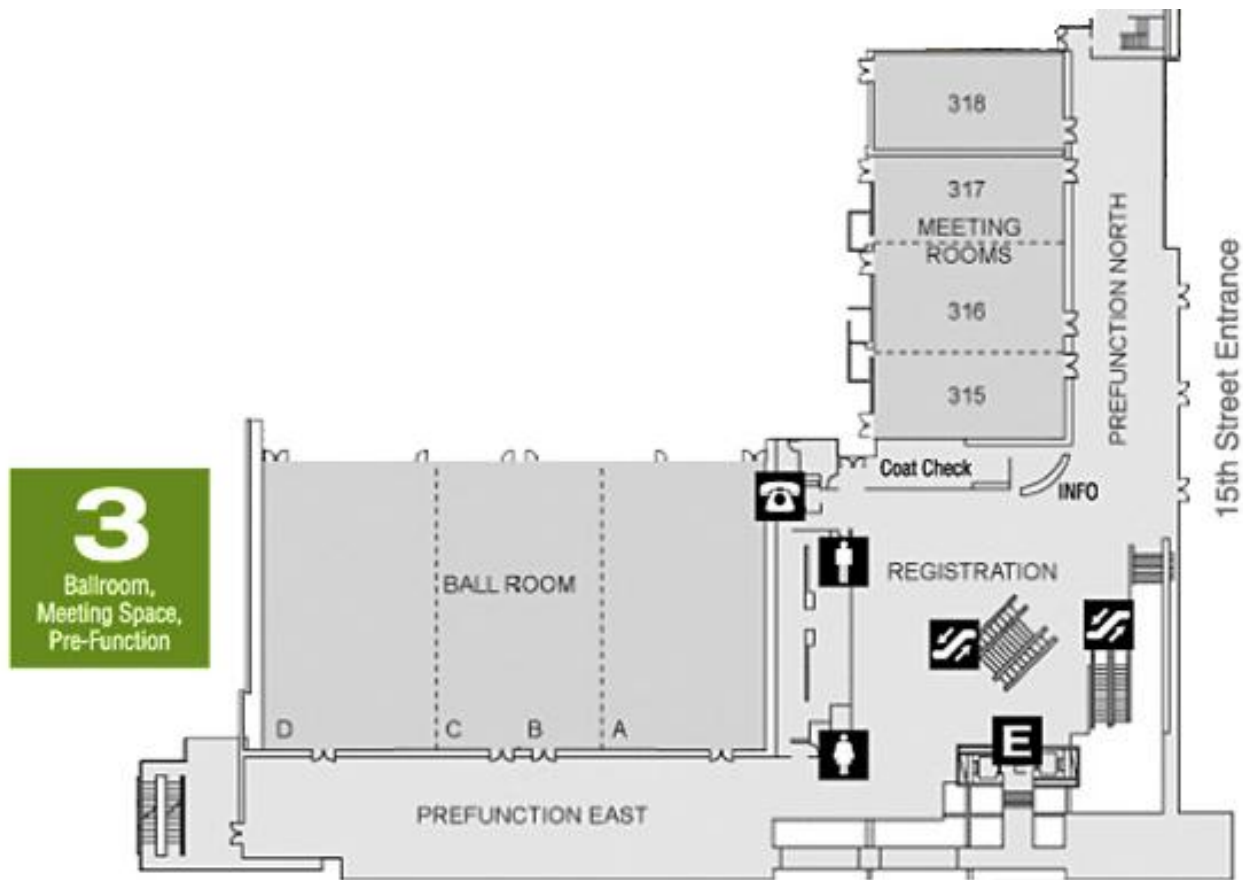 318
317
MEETING
ROOMS
316
315
PREFUNCTION NORTH
15th Street Entrance
Coat Check
INFO
3
Ballroom,
Meeting Space,
Pre-Function
BALL ROOM
REGISTRATION
D
C
B
A
E
PREFUNCTION EAST